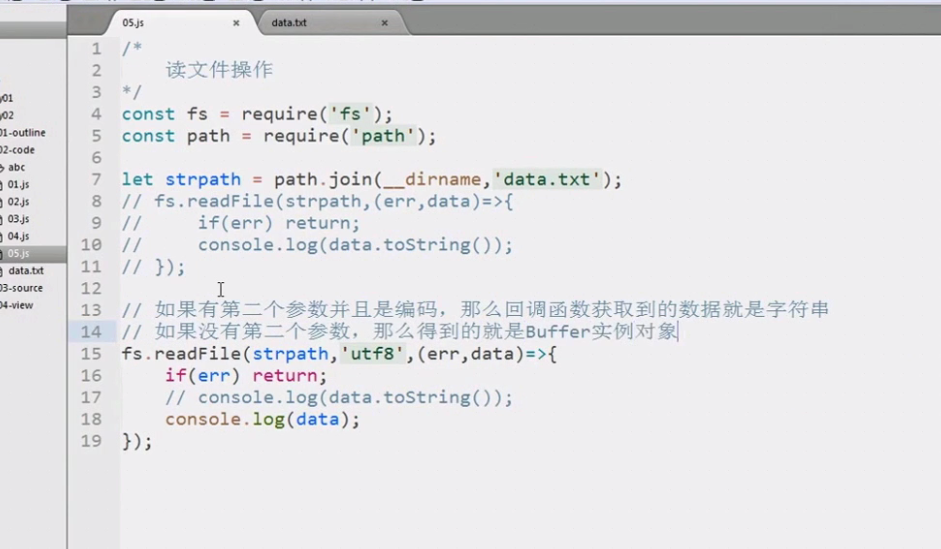 05.js × data.txt ×
1 /*
2 读文件操作
3 */
4 const fs = require('fs');
5 const path = require('path');
6
7 let strpath = path.join(__dirname,'data.txt');
8 // fs.readFile(strpath,(err,data)=>{
9 //     if(err) return;
10 //     console.log(data.toString());
11 // });
12
13 // 如果有第二个参数并且是编码，那么回调函数获取到的数据就是字符串
14 // 如果没有第二个参数，那么得到的就是Buffer实例对象
15 fs.readFile(strpath,'utf8',(err,data)=>{
16     if(err) return;
17     // console.log(data.toString());
18     console.log(data);
19 });
y01
y02
01-outline
02-code
abc
01.js
02.js
03.js
04.js
05.js
data.txt
03-source
04-view